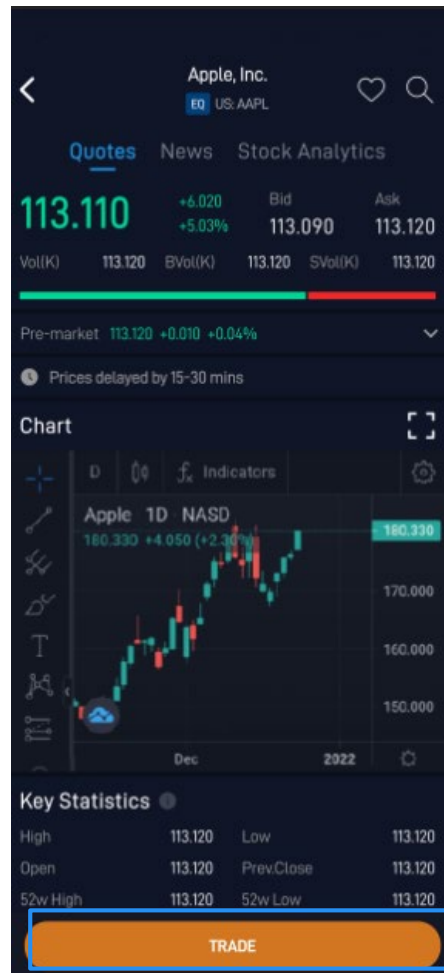 Apple, Inc.
EQ US: AAPL
Quotes News Stock Analytics
113.110 +6.020 Bid Ask
+5.03% 113.090 113.120
Vol(K) 113.120 BVol(K) 113.120 SVol(K) 113.120
Pre-market 113.120 +0.010 +0.04%
Prices delayed by 15-30 mins
Chart
D fx Indicators
Apple 1D NASD
180.330 +4.050 (+2.30%) 180.330
T
170.000
160.000
150.000
Dec 2022
Key Statistics
High 113.120 Low 113.120
Open 113.120 Prev.Close 113.120
52w High 113.120 52w Low 113.120
TRADE